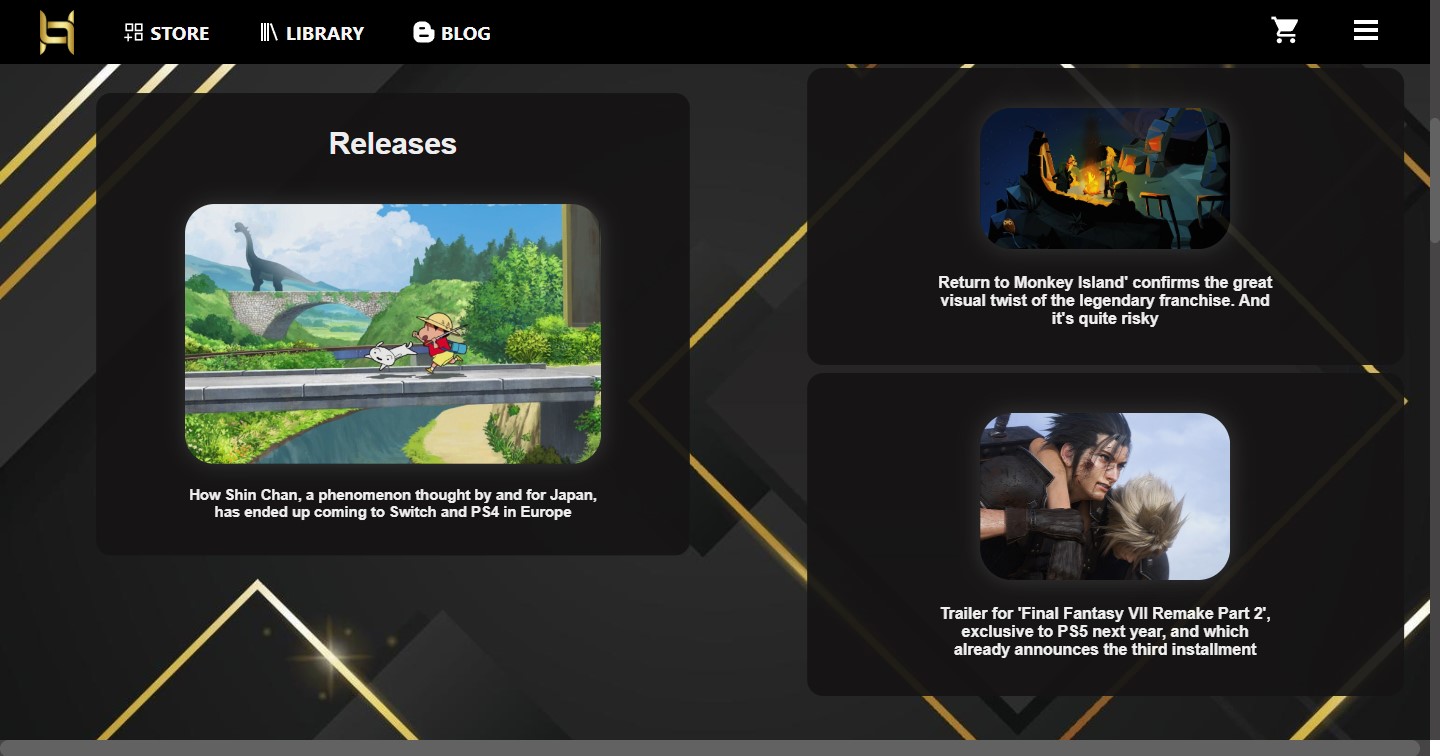 STORE
LIBRARY
BLOG
Releases
How Shin Chan, a phenomenon thought by and for Japan,
has ended up coming to Switch and PS4 in Europe
Return to Monkey Island' confirms the great
visual twist of the legendary franchise. And
it's quite risky
Trailer for 'Final Fantasy VII Remake Part 2',
exclusive to PS5 next year, and which
already announces the third installment